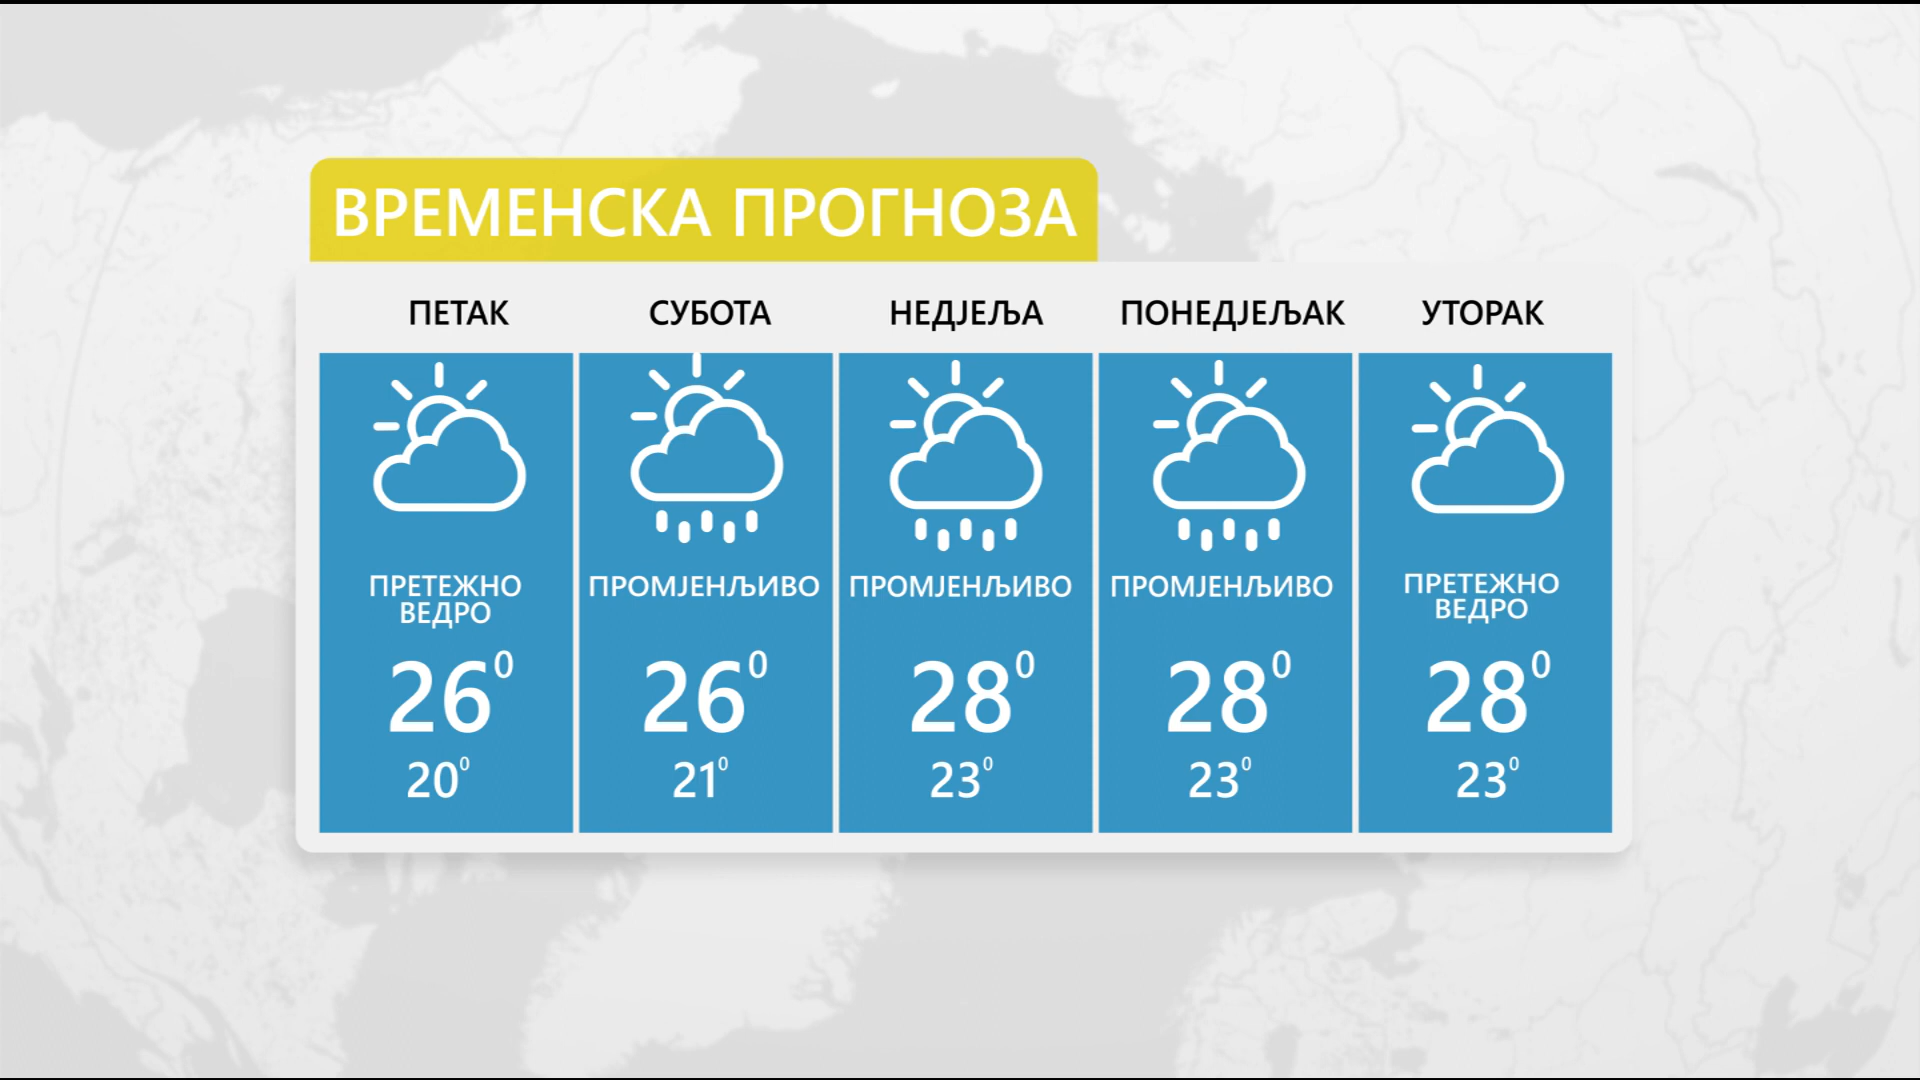 ВРЕМЕНСКА ПРОГНОЗА
ПЕТАК СУБОТА НЕДЈЕЉА ПОНЕДЈЕЉАК УТОРАК
ПРЕТЕЖНО
ВЕДРО
ПРОМЈЕНЉИВО ПРОМЈЕНЉИВО ПРОМЈЕНЉИВО
ПРЕТЕЖНО
ВЕДРО
26⁰ 26⁰ 28⁰ 28⁰ 28⁰
20⁰ 21⁰ 23⁰ 23⁰ 23⁰